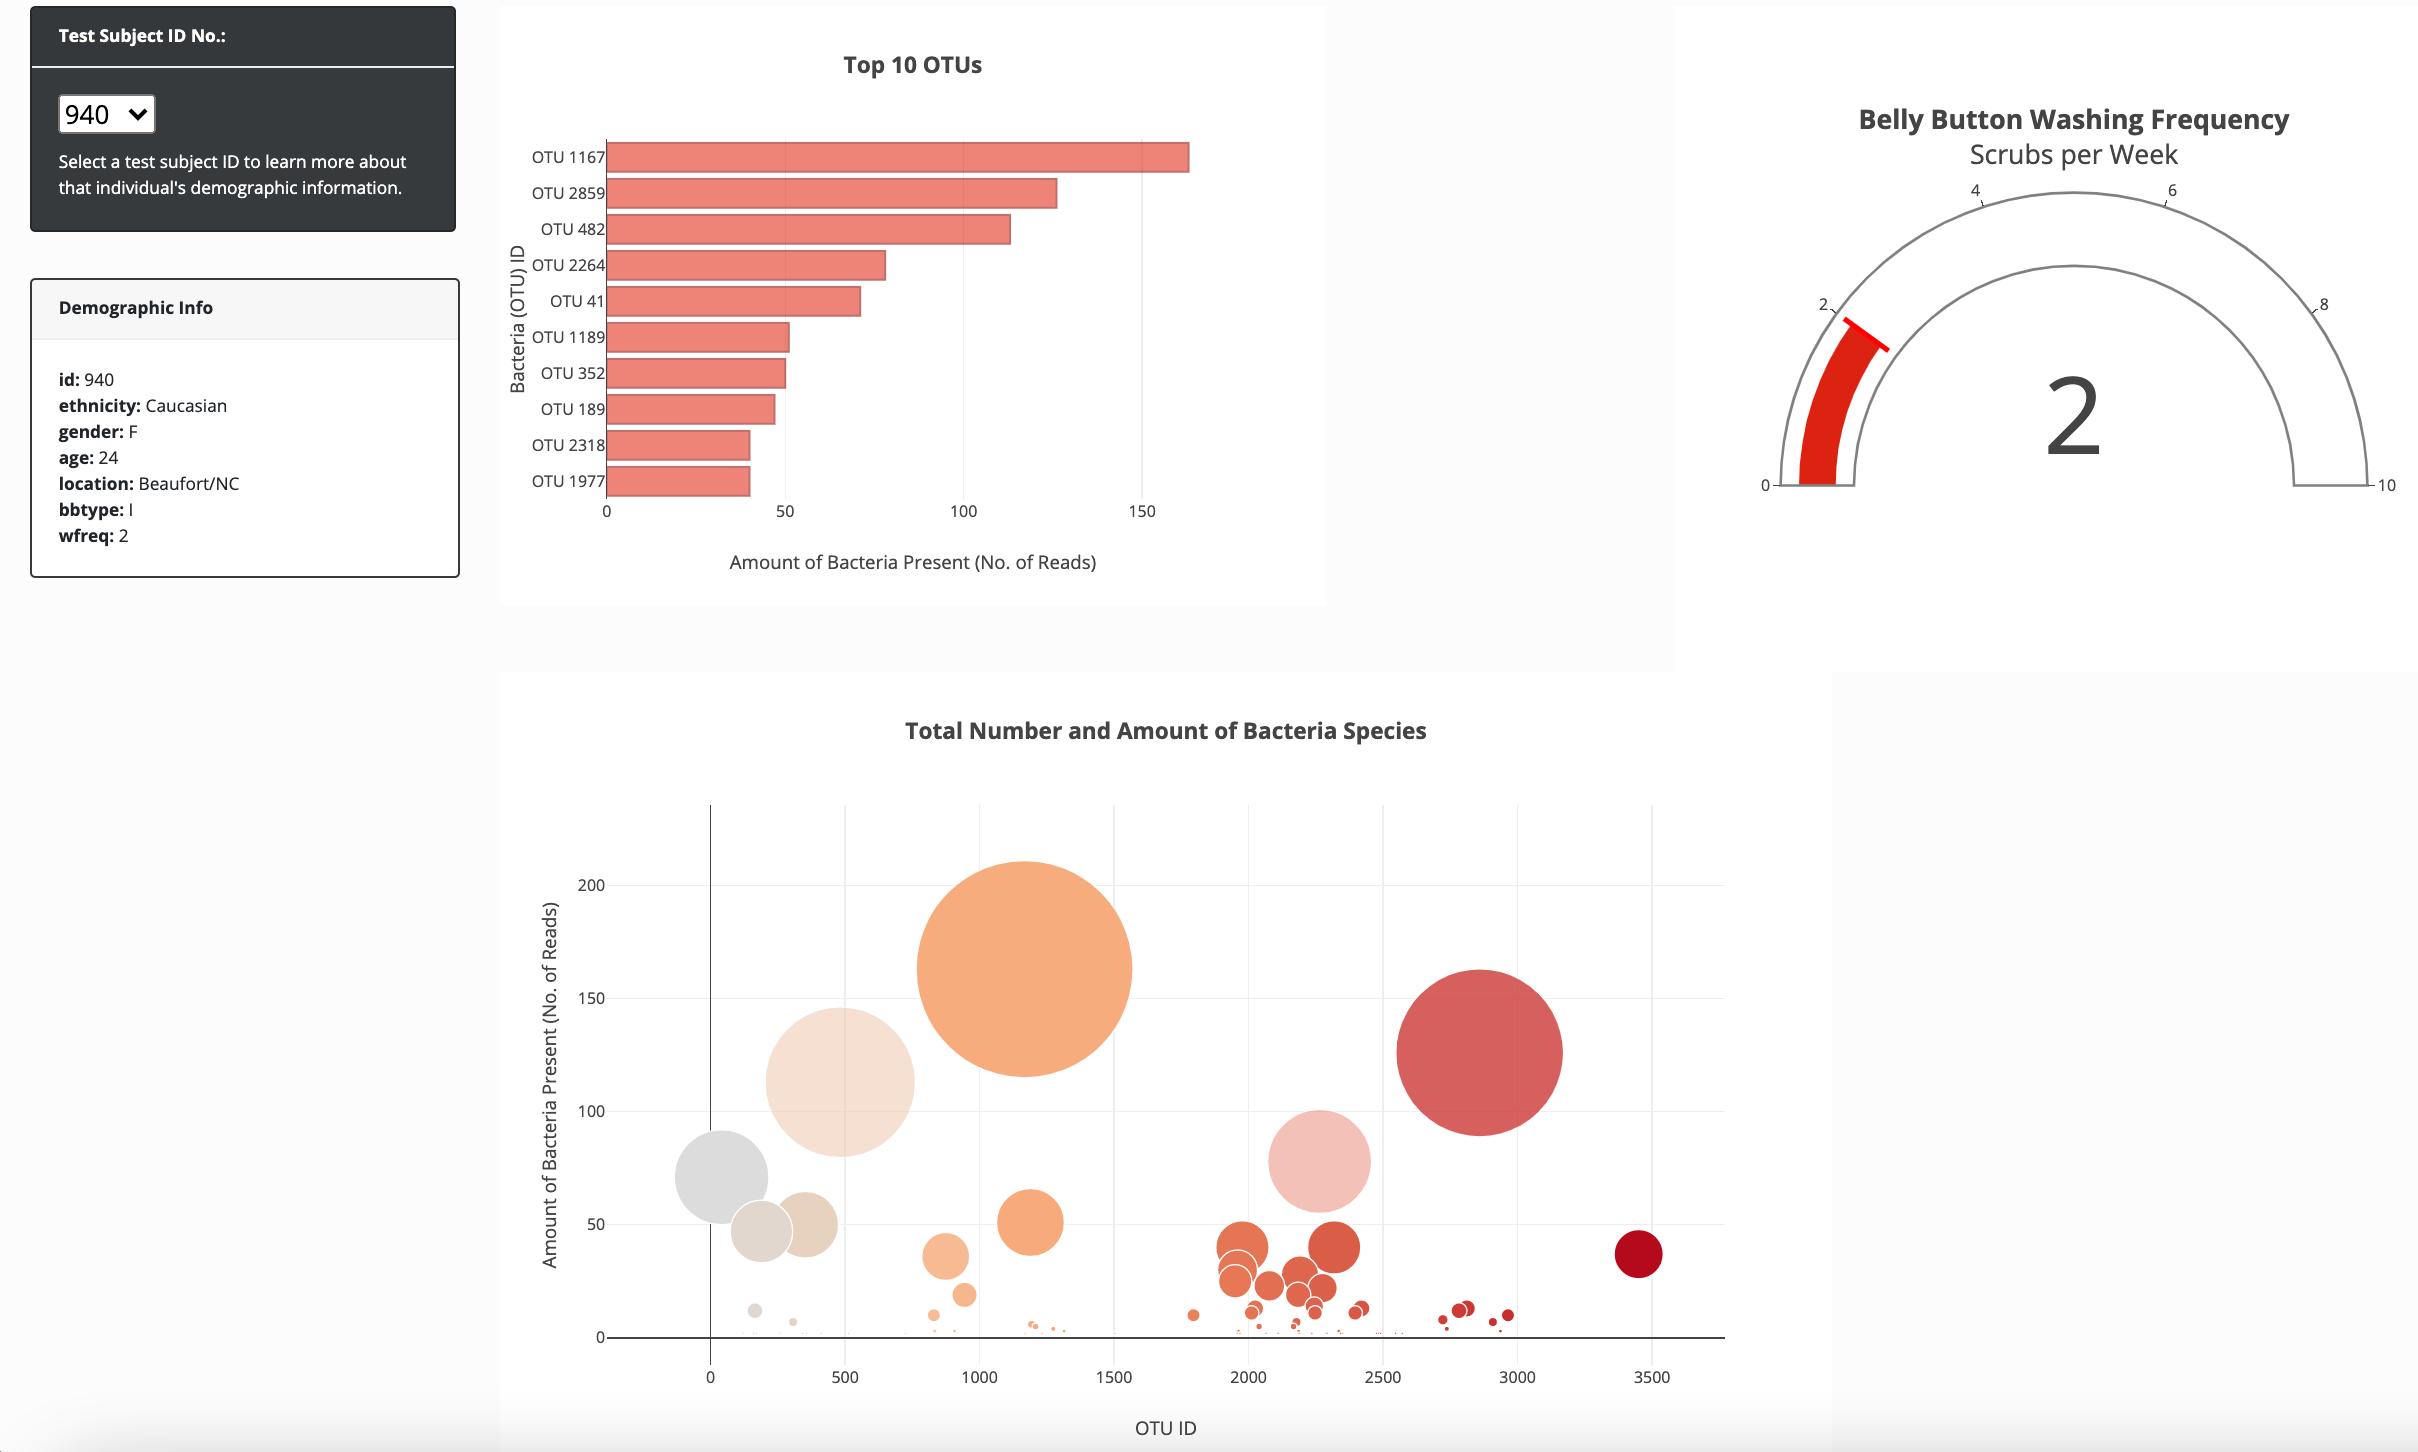 Test Subject ID No.:
940
Select a test subject ID to learn more about
that individual's demographic information.
Demographic Info
id: 940
ethnicity: Caucasian
gender: F
age: 24
location: Beaufort/NC
bbtype: I
wfreq: 2
Top 10 OTUs
Bacteria (OTU) ID
OTU 1167
OTU 2859
OTU 482
OTU 2264
OTU 41
OTU 1189
OTU 352
OTU 189
OTU 2318
OTU 1977
0 50 100 150
Amount of Bacteria Present (No. of Reads)
Belly Button Washing Frequency
Scrubs per Week
0 2 4 6 8 10
2
Total Number and Amount of Bacteria Species
Amount of Bacteria Present (No. of Reads)
200
150
100
50
0
0 500 1000 1500 2000 2500 3000 3500
OTU ID